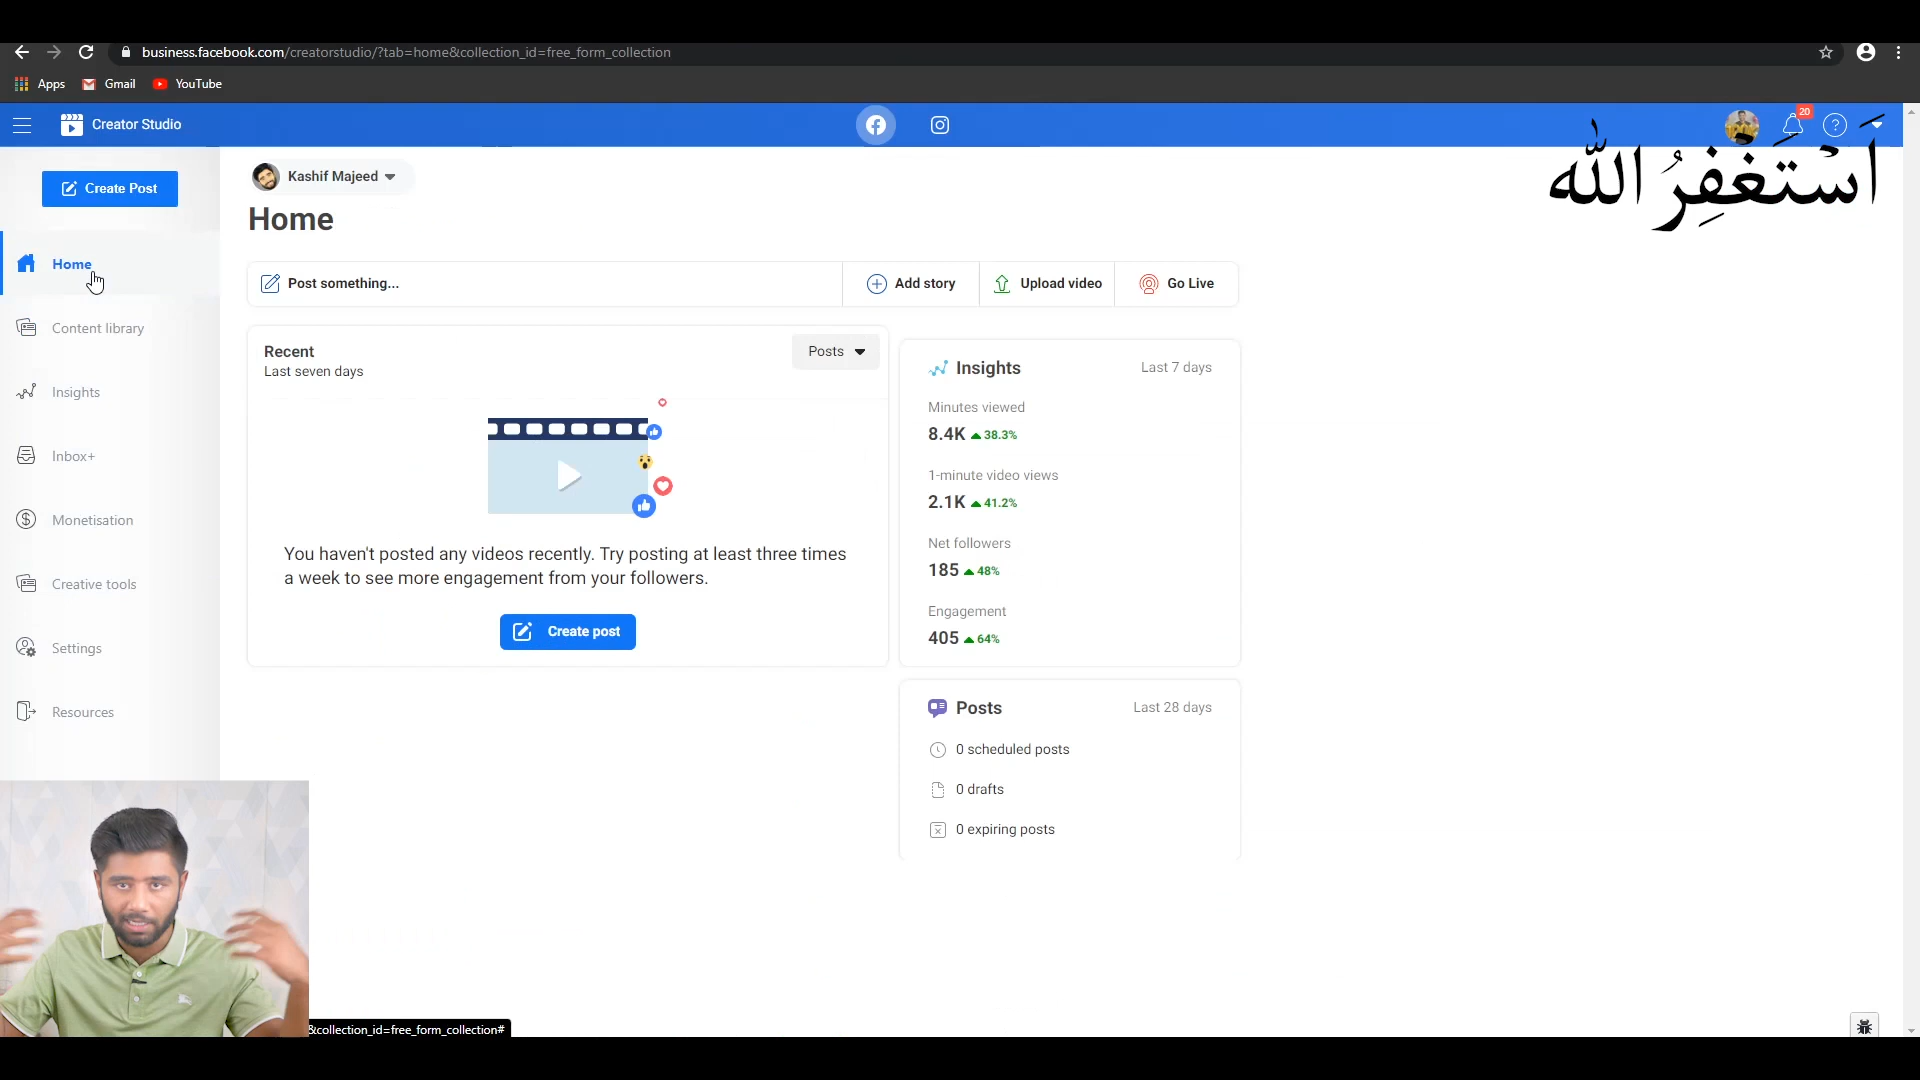 business.facebook.com/creatorstudio/?tab=home&collection_id=free_form_collection
Apps Gmail YouTube
Creator Studio
20
?
أَسْتَغْفِرُ اللّٰه
Create Post
Kashif Majeed
Home
Home
Content library
Insights
Inbox+
Monetisation
Creative tools
Settings
Resources
Post something...
Add story
Upload video
Go Live
Recent
Last seven days
Posts
You haven't posted any videos recently. Try posting at least three times
a week to see more engagement from your followers.
Create post
Insights
Last 7 days
Minutes viewed
8.4K 38.3%
1-minute video views
2.1K 41.2%
Net followers
185 48%
Engagement
405 64%
Posts
Last 28 days
0 scheduled posts
0 drafts
0 expiring posts
&collection_id=free_form_collection#